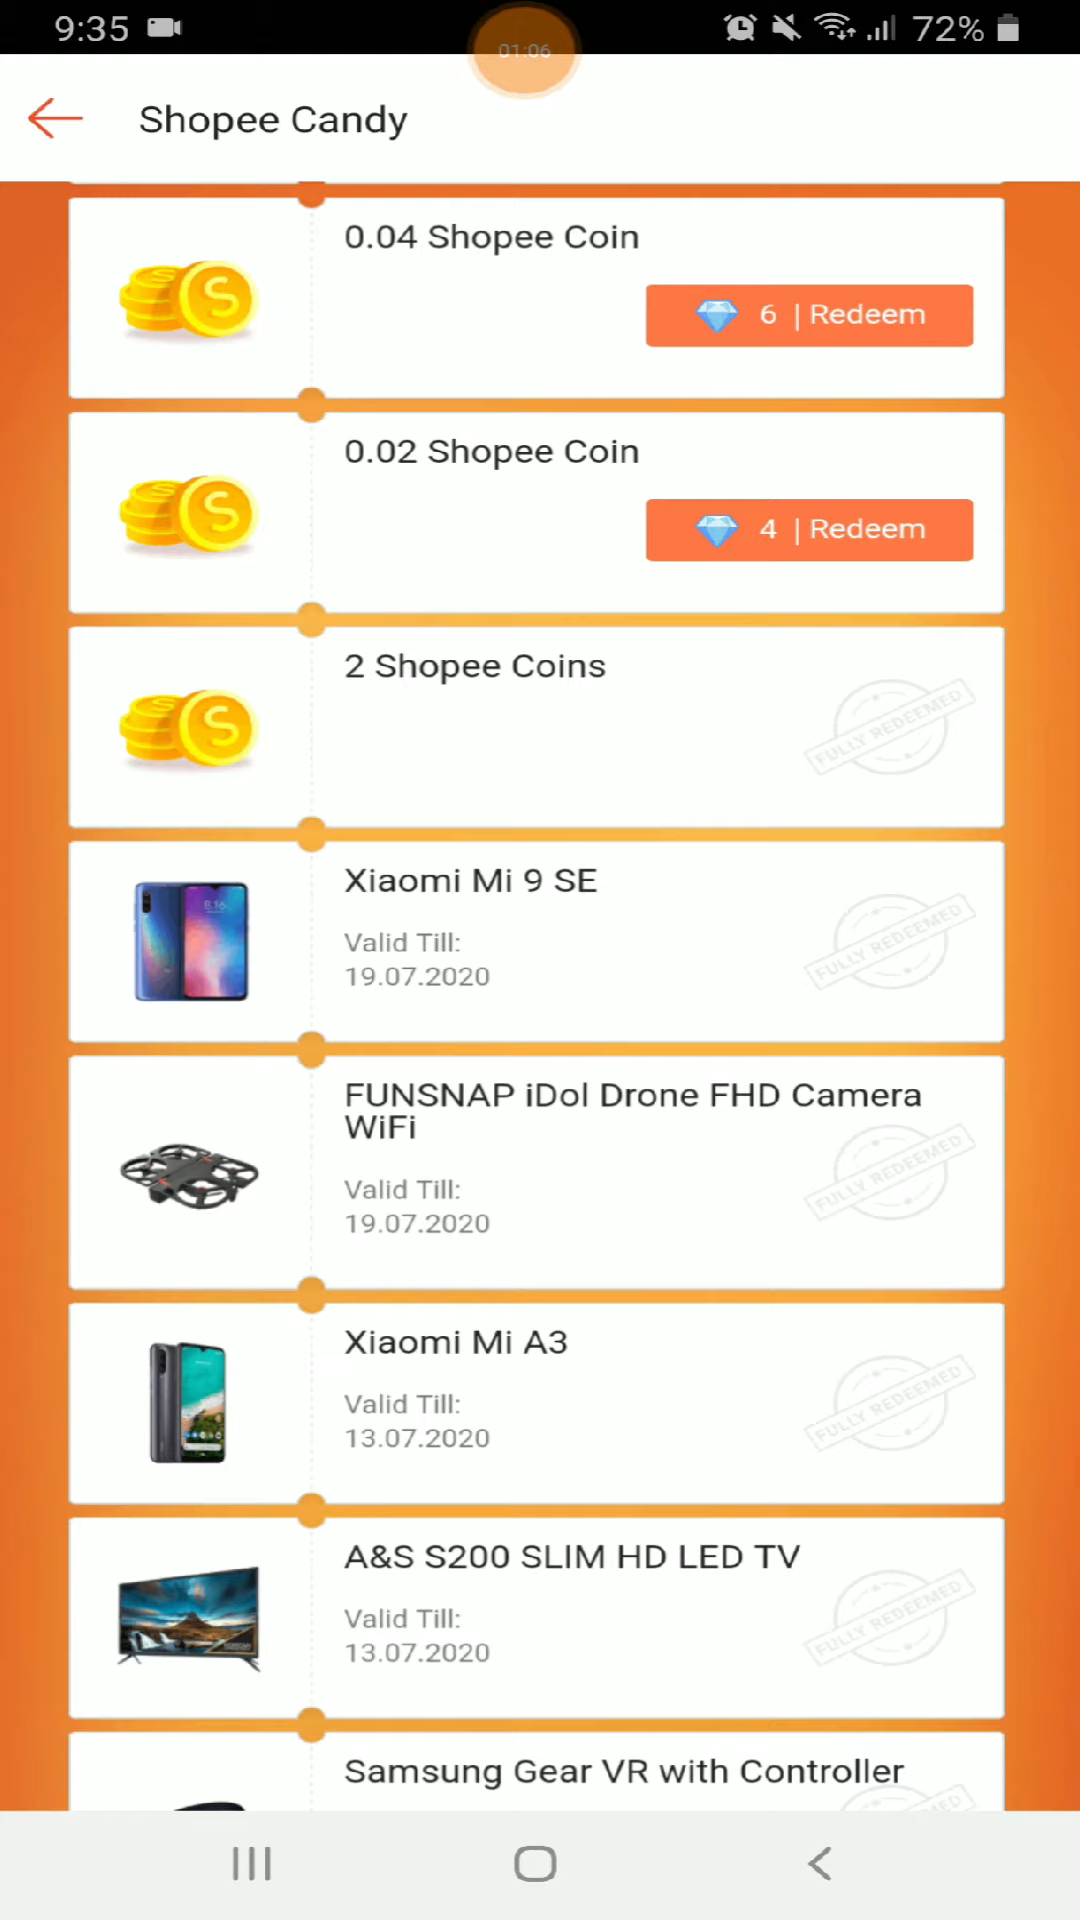 9:35
72%
01:06
Shopee Candy
0.04 Shopee Coin
6 | Redeem
0.02 Shopee Coin
4 | Redeem
2 Shopee Coins
FULLY REDEEMED
Xiaomi Mi 9 SE
Valid Till:
19.07.2020
FULLY REDEEMED
FUNSNAP iDol Drone FHD Camera
WiFi
Valid Till:
19.07.2020
FULLY REDEEMED
Xiaomi Mi A3
Valid Till:
13.07.2020
FULLY REDEEMED
A&S S200 SLIM HD LED TV
Valid Till:
13.07.2020
FULLY REDEEMED
Samsung Gear VR with Controller